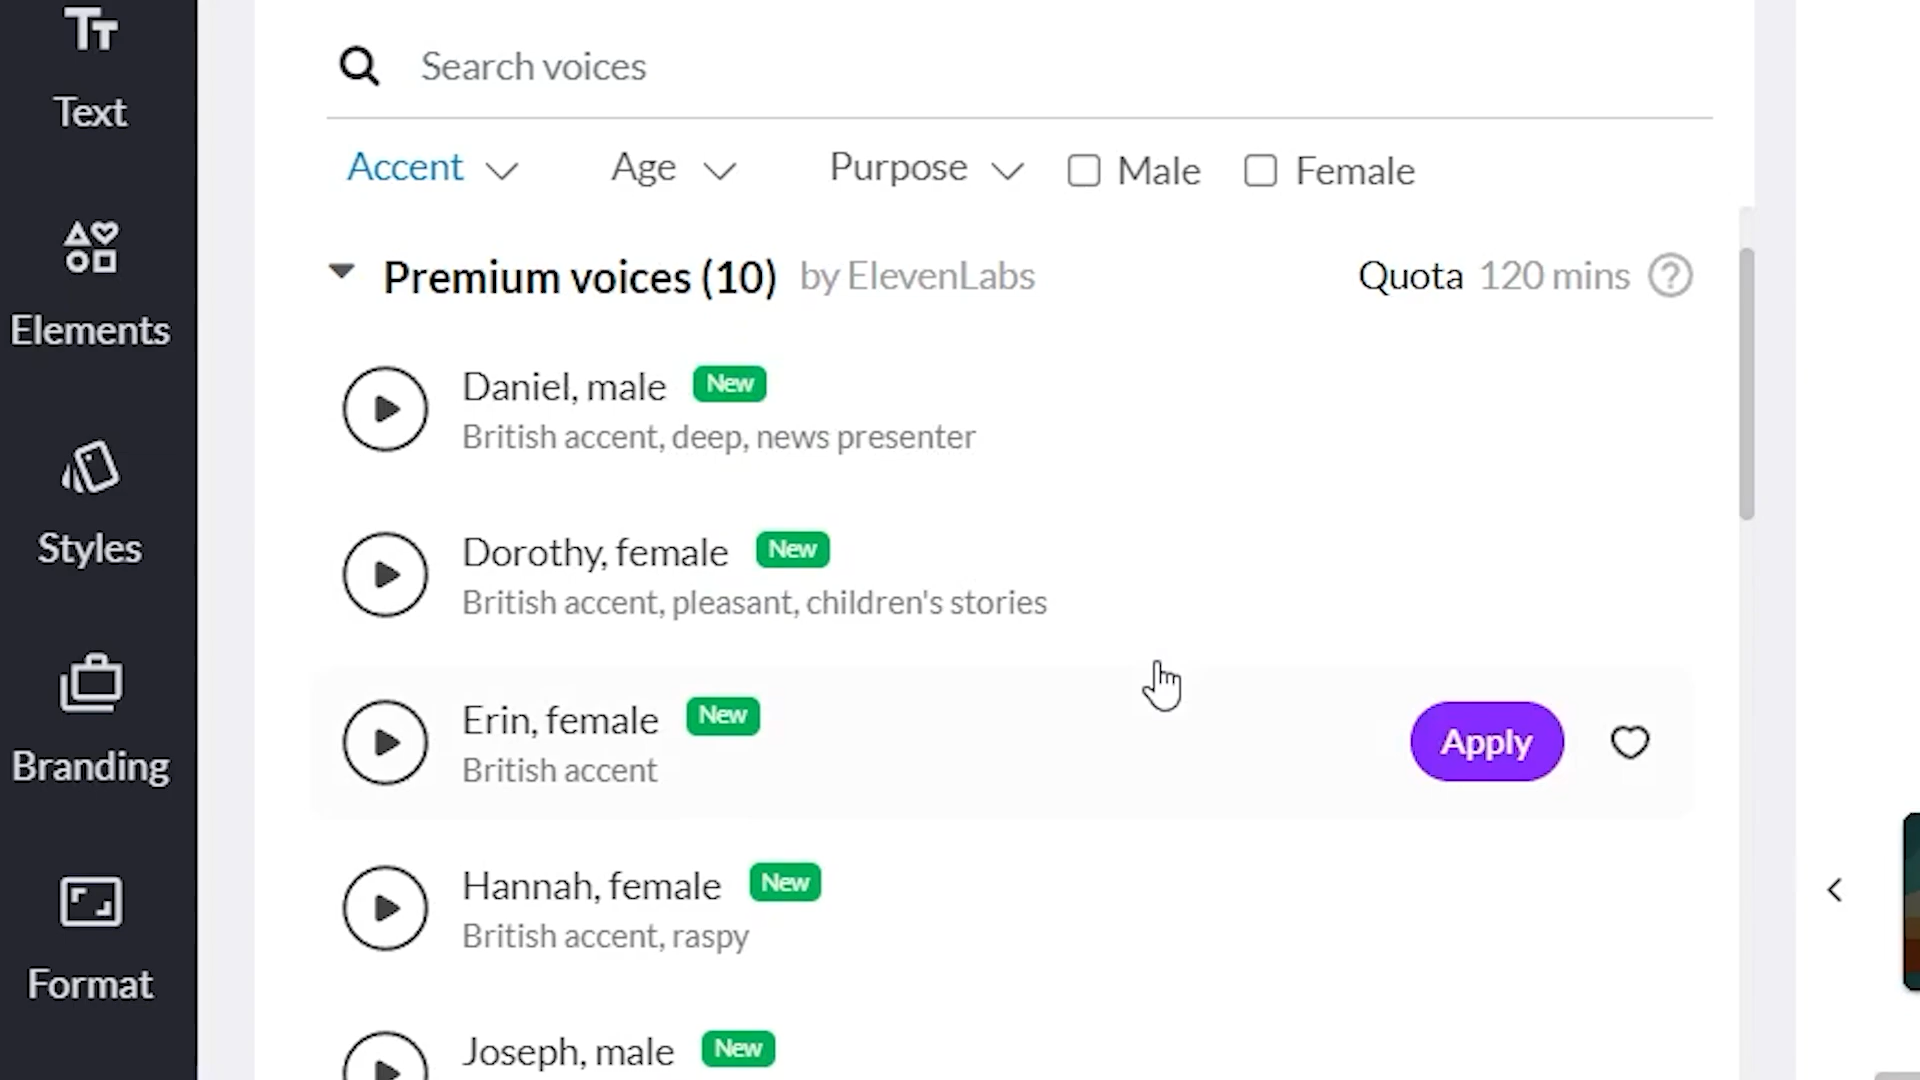 Text
Elements
Styles
Branding
Format
Search voices
Accent Age Purpose Male Female
Premium voices (10) by ElevenLabs Quota 120 mins ?
Daniel, male New
British accent, deep, news presenter
Dorothy, female New
British accent, pleasant, children's stories
Erin, female New
British accent
Apply
Hannah, female New
British accent, raspy
Joseph, male New